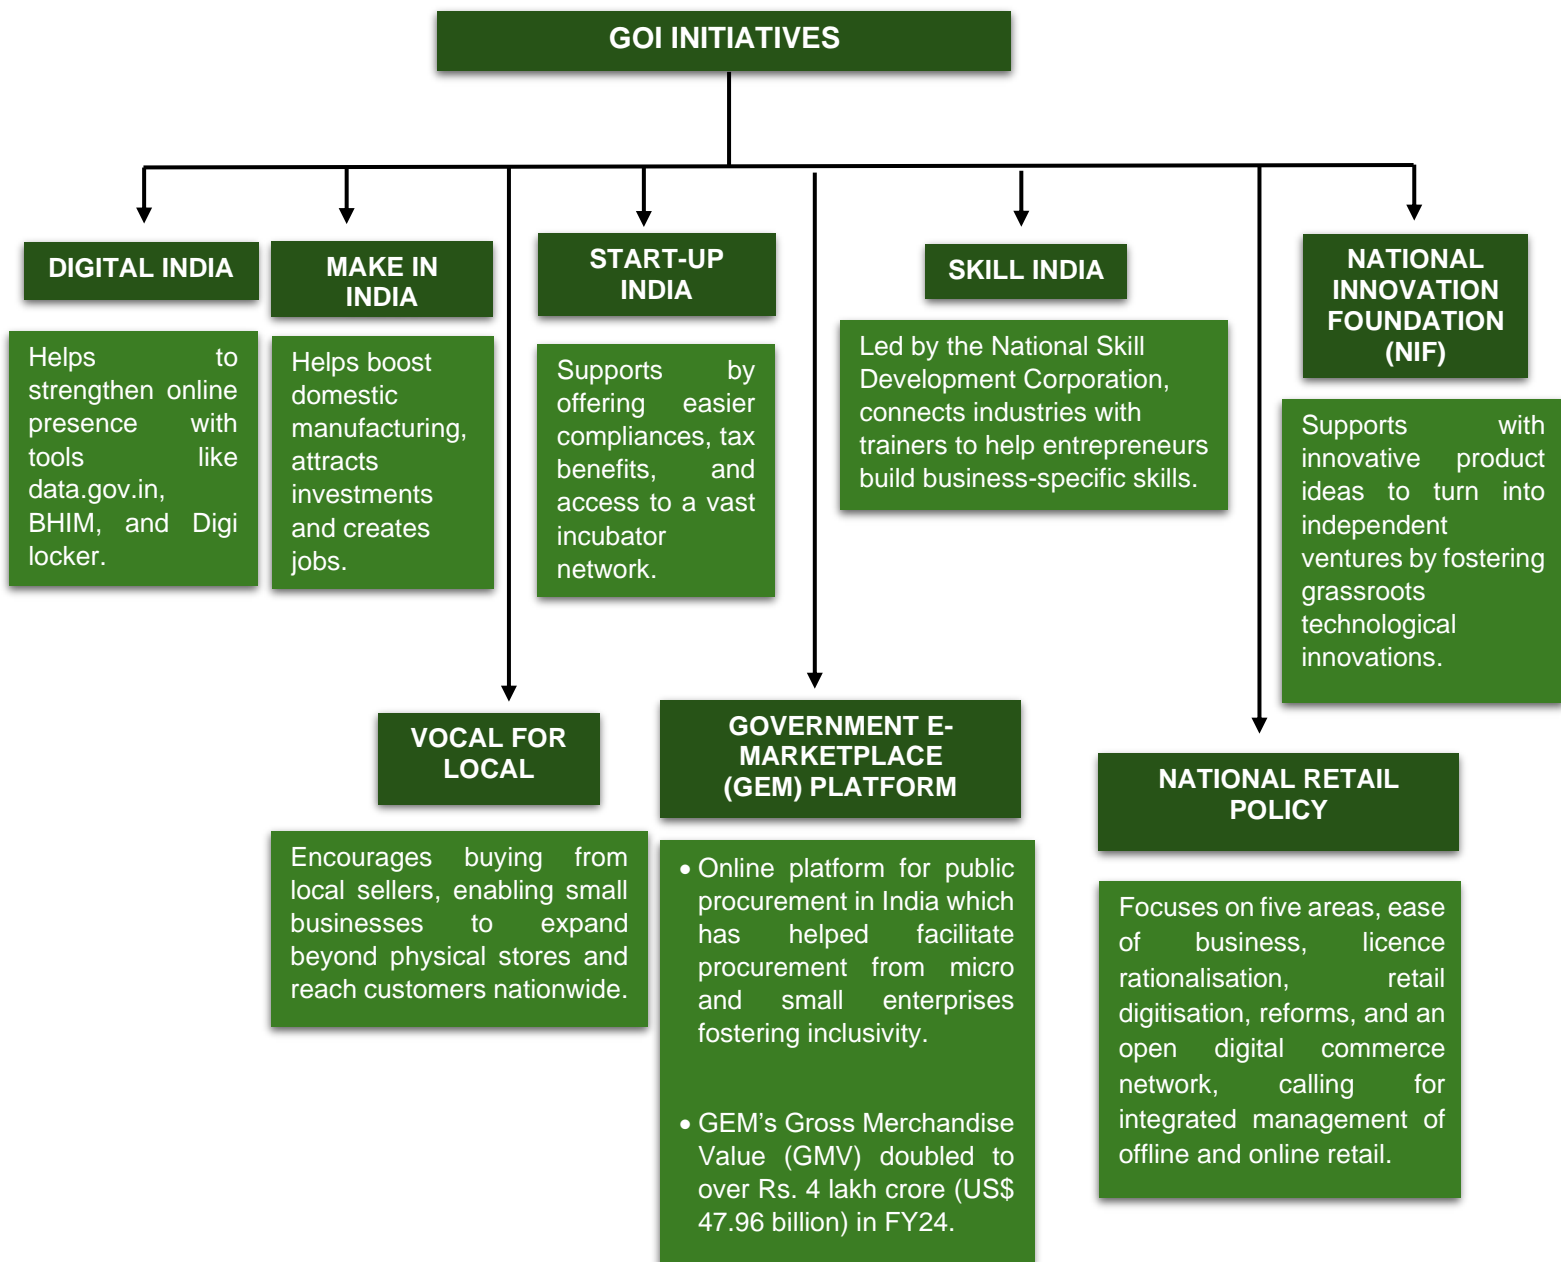 GOI INITIATIVES
DIGITAL INDIA
Helps to
strengthen online
presence with
tools like
data.gov.in,
BHIM, and Digi
locker.
MAKE IN
INDIA
Helps boost
domestic
manufacturing,
attracts
investments
and creates
jobs.
START-UP
INDIA
Supports by
offering easier
compliances, tax
benefits, and
access to a vast
incubator
network.
SKILL INDIA
Led by the National Skill
Development Corporation,
connects industries with
trainers to help entrepreneurs
build business-specific skills.
NATIONAL
INNOVATION
FOUNDATION
(NIF)
Supports with
innovative product
ideas to turn into
independent
ventures by fostering
grassroots
technological
innovations.
VOCAL FOR
LOCAL
Encourages buying from
local sellers, enabling small
businesses to expand
beyond physical stores and
reach customers nationwide.
GOVERNMENT E-
MARKETPLACE
(GEM) PLATFORM
• Online platform for public
procurement in India which
has helped facilitate
procurement from micro
and small enterprises
fostering inclusivity.
• GEM’s Gross Merchandise
Value (GMV) doubled to
over Rs. 4 lakh crore (US$
47.96 billion) in FY24.
NATIONAL RETAIL
POLICY
Focuses on five areas, ease
of business, licence
rationalisation, retail
digitisation, reforms, and an
open digital commerce
network, calling for
integrated management of
offline and online retail.